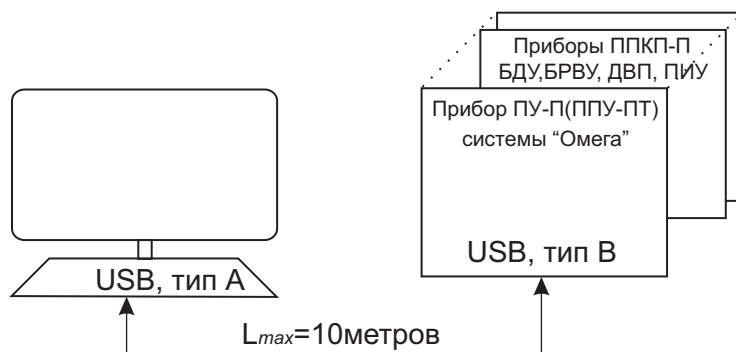 Приборы ППКП-П
БДУ,БРВУ, ДВП, ПИУ
Прибор ПУ-П(ППУ-ПТ)
системы “Омега”
USB, тип B
USB, тип A
Lmax=10метров